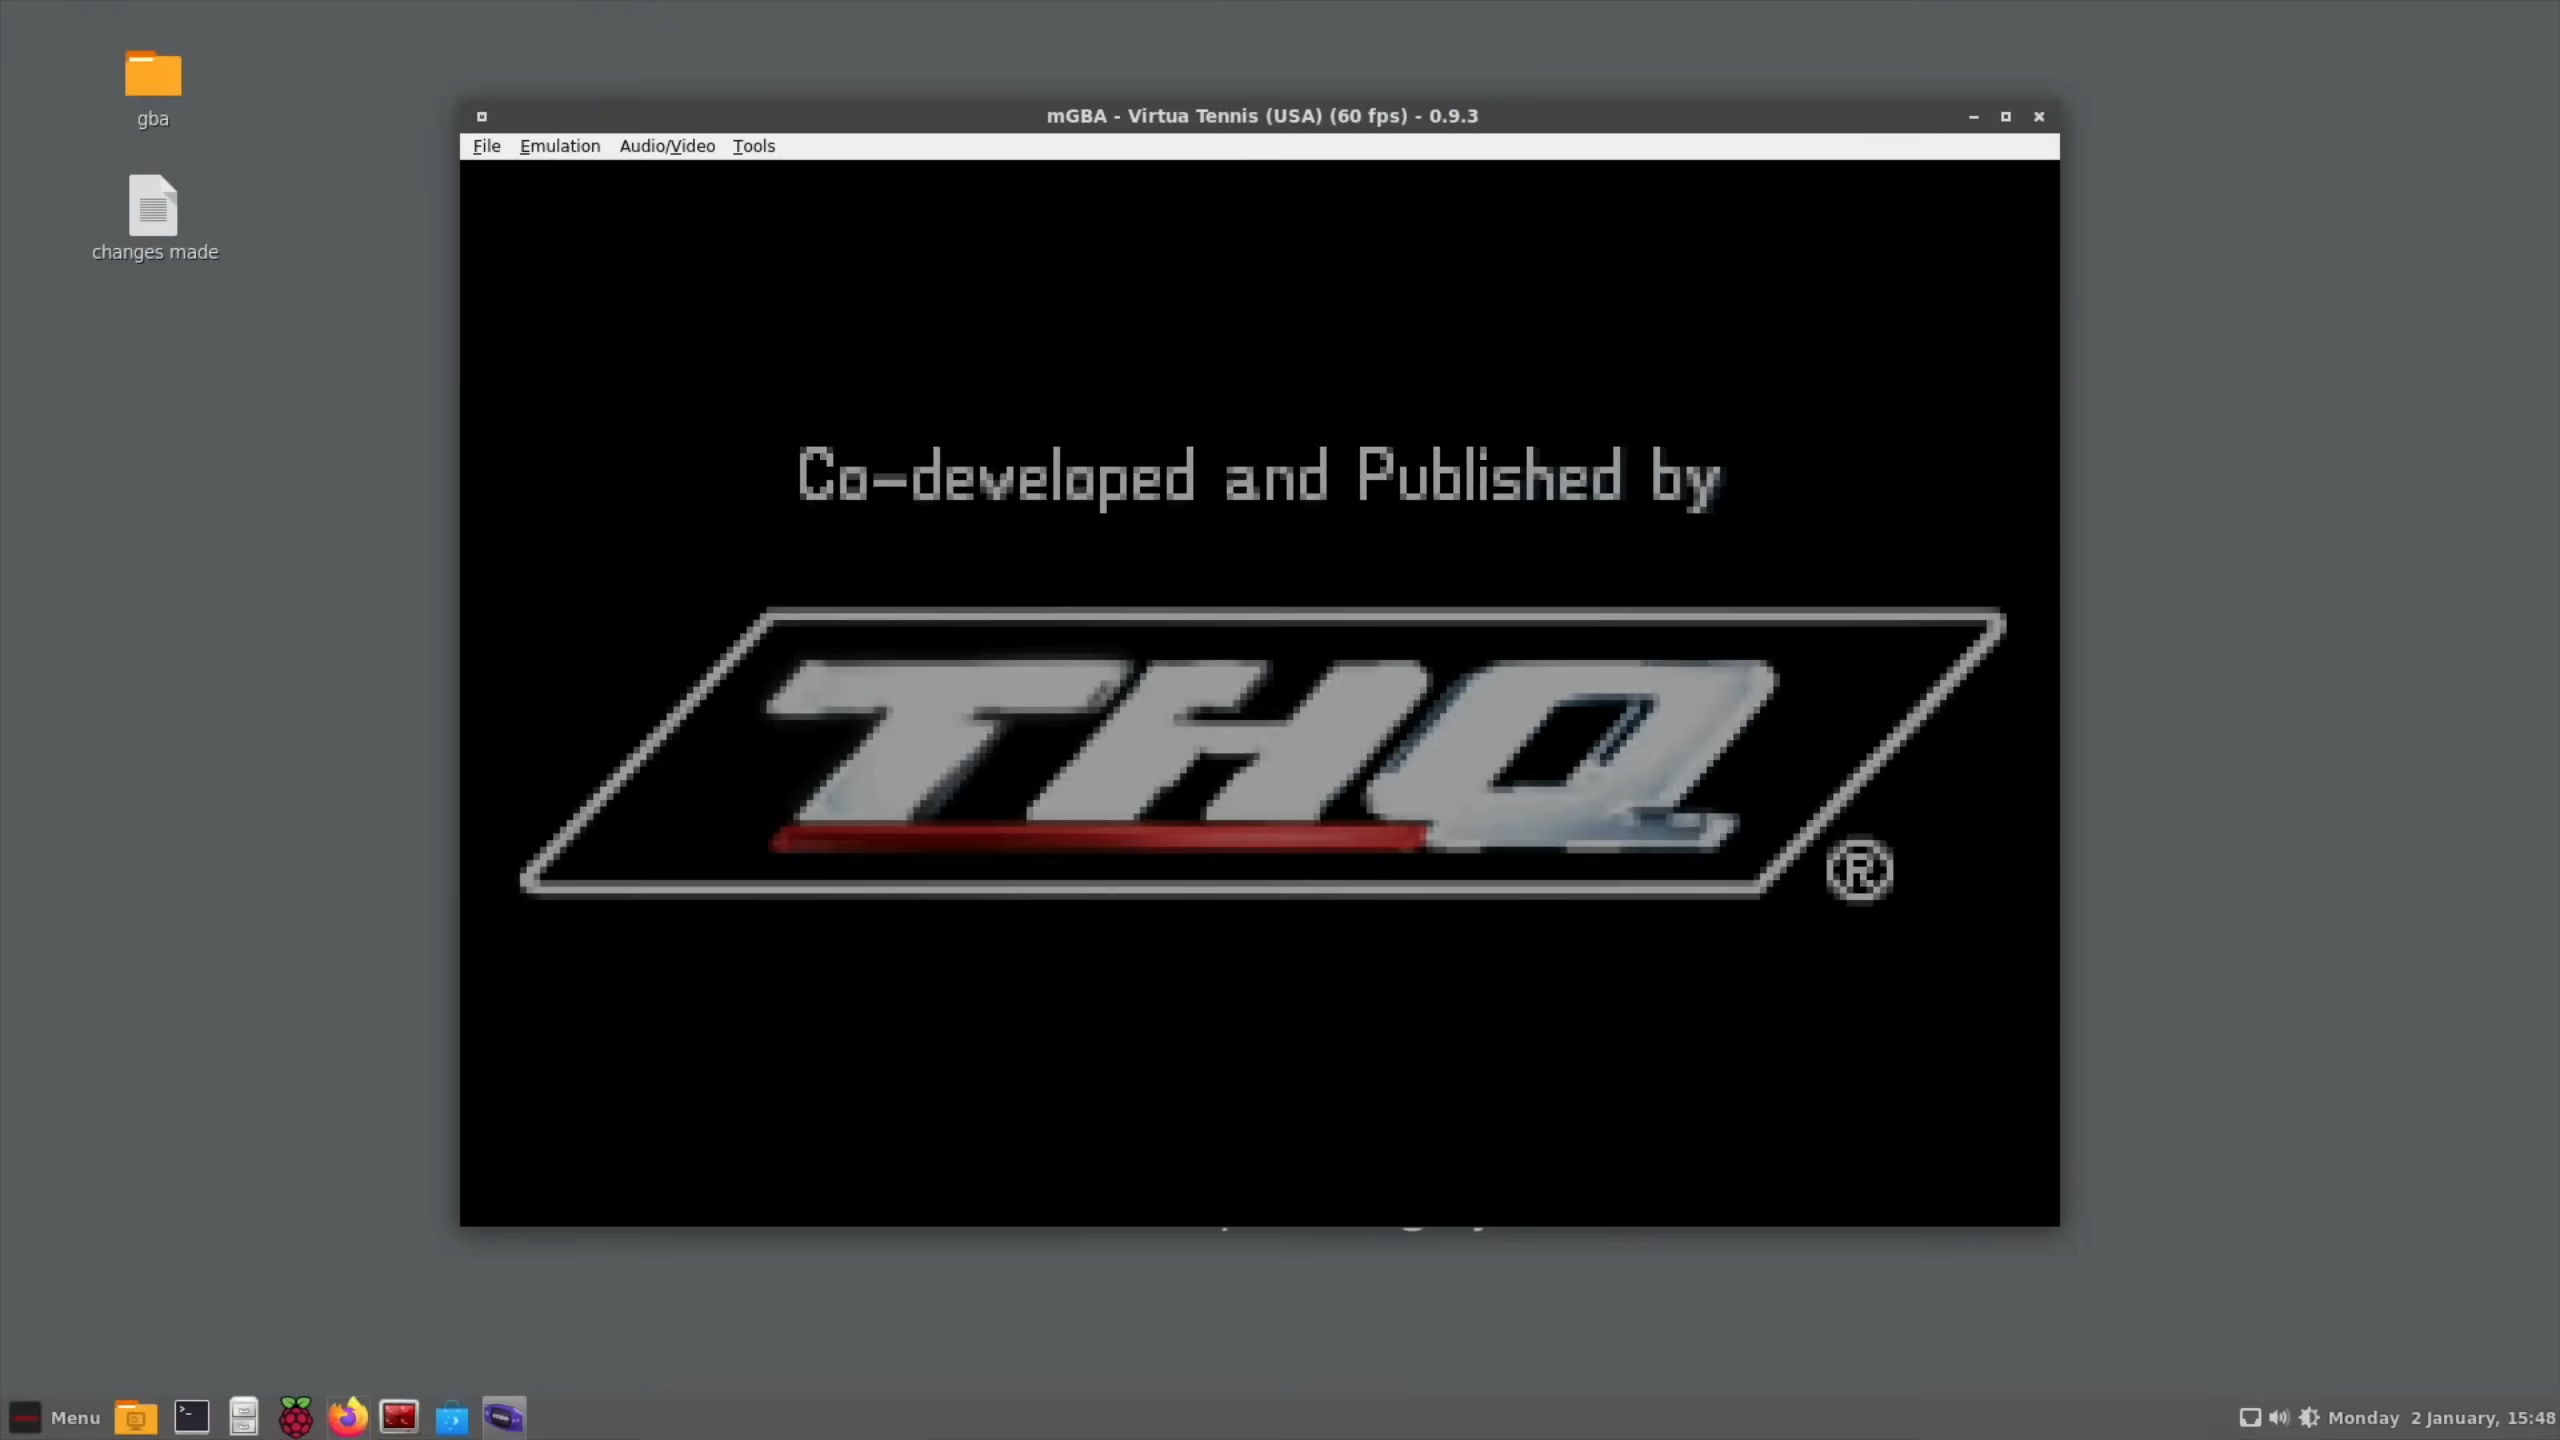 gba
changes made
mGBA - Virtua Tennis (USA) (60 fps) - 0.9.3
File Emulation Audio/Video Tools
Co-developed and Published by
THQ
®
Menu
Monday 2 January, 15:48